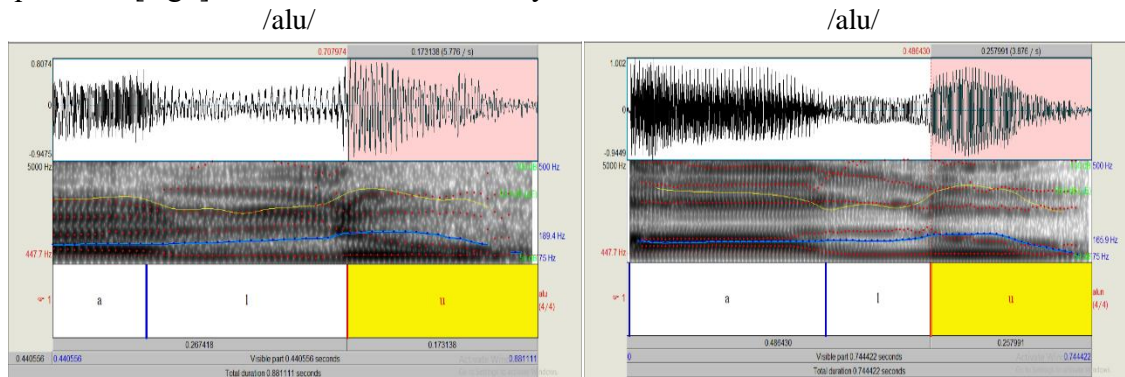 /alu/
0.707974 0.173138 (5.776 / s)
0.8074
0
-0.9475
5000 Hz 500 Hz
189.4 Hz
447.7 Hz 75 Hz
1 a l u alu
(4/4)
0.267418 0.173138
0.440556 0.440556 Visible part 0.440556 seconds 0.881111
Total duration 0.881111 seconds
/alu/
0.486430 0.257991 (3.876 / s)
1.002
0
-0.9449
5000 Hz 500 Hz
165.9 Hz
447.7 Hz 75 Hz
1 a l u
(4/4)
0.486430 0.257991
0 Visible part 0.744422 seconds 0.744422
Total duration 0.744422 seconds